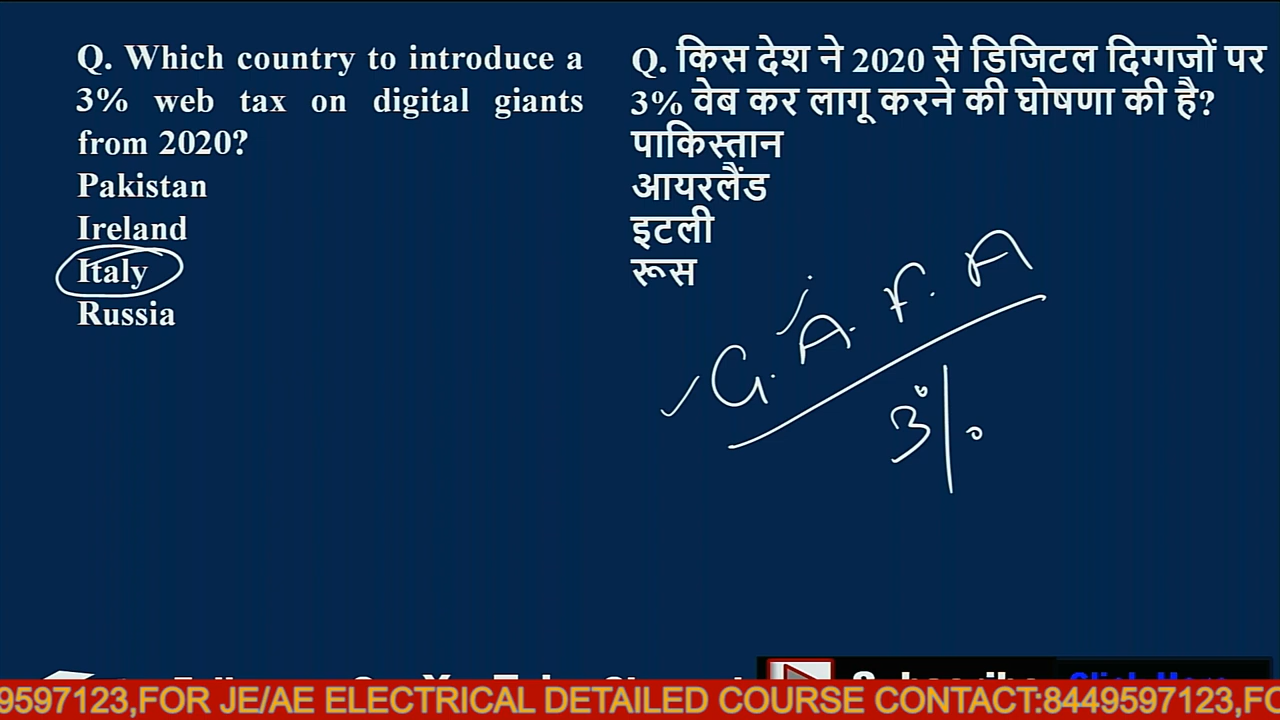 Q. Which country to introduce a
3% web tax on digital giants
from 2020?
Pakistan
Ireland
Italy
Russia
Q. किस देश ने 2020 से डिजिटल दिग्गजों पर
3% वेब कर लागू करने की घोषणा की है?
पाकिस्तान
आयरलैंड
इटली
रूस
G. A. F. A
3%
9597123,FOR JE/AE ELECTRICAL DETAILED COURSE CONTACT:8449597123,FO